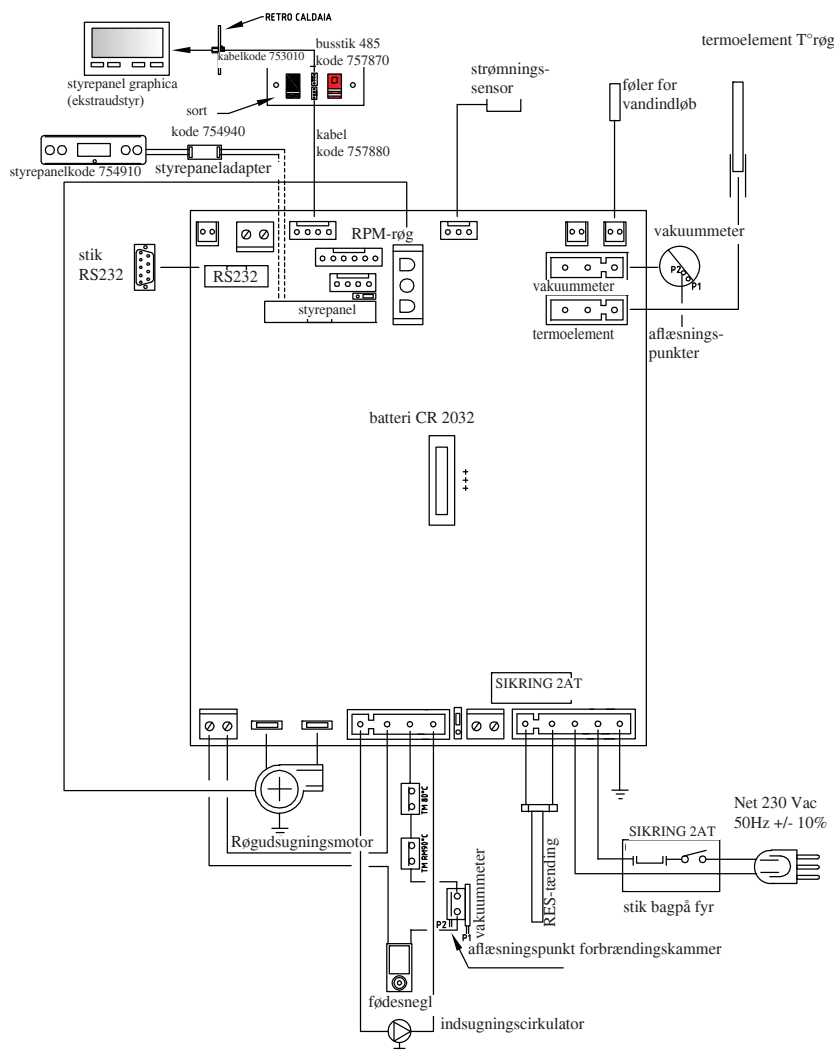 RETRO CALDAIA
termoelement T°røg
styrepanel graphica
(ekstraudstyr)
kabelkode 753010
busstik 485
kode 757870
sort
strømnings-
sensor
føler for
vandindløb
kode 754940
kabel
kode 757880
styrepanelkode 754910
styrepaneladapter
RPM-røg
vakuummeter
stik
RS232
RS232
P2
P1
vakuummeter
styrepanel
termoelement
aflæsnings-
punkter
batteri CR 2032
+++
SIKRING 2AT
TM 80°C
Net 230 Vac
50Hz +/- 10%
Røgudsugningsmotor
TM RM90°C
SIKRING 2AT
vakuummeter
RES-tænding
stik bagpå fyr
P2
P1
aflæsningspunkt forbrændingskammer
fødesnegl
indsugningscirkulator